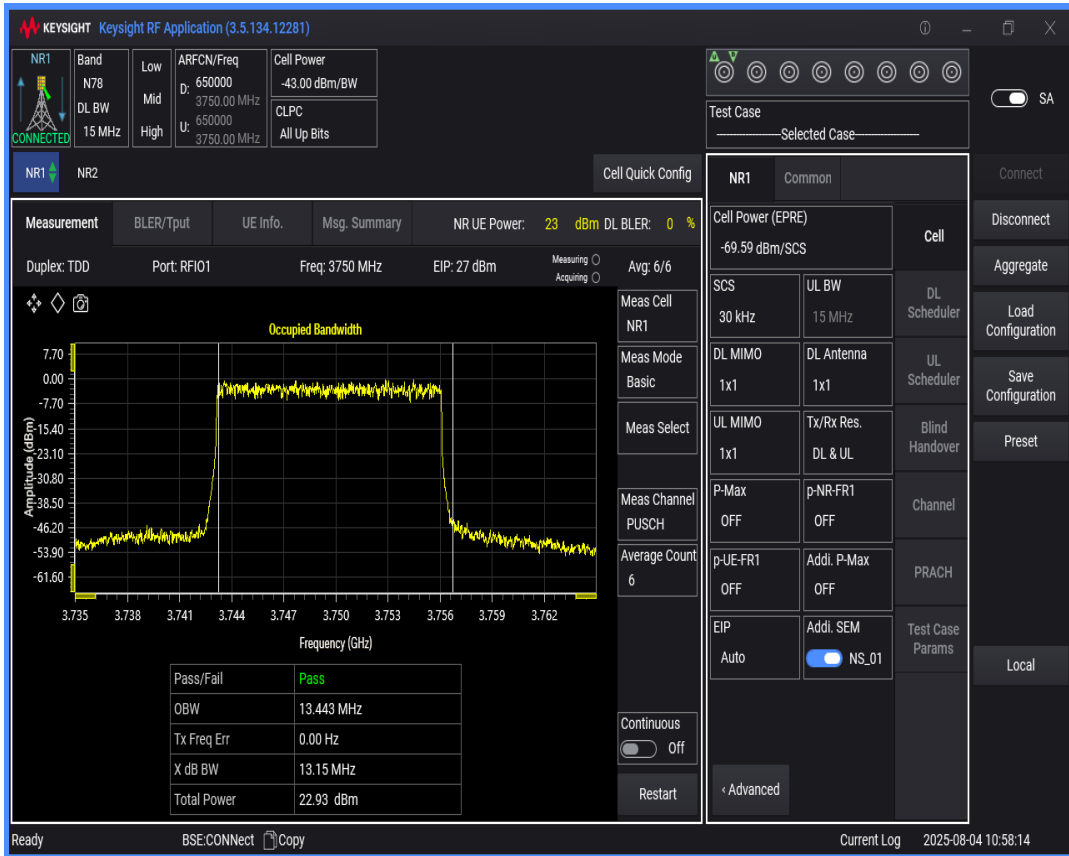 KEYSIGHT Keysight RF Application (3.5.134.12281)
NR1
CONNECTED
Band
N78
DL BW
15 MHz
Low
Mid
High
ARFCN/Freq
D: 650000
3750.00 MHz
U: 650000
3750.00 MHz
Cell Power
-43.00 dBm/BW
CLPC
All Up Bits
Test Case
--------------------Selected Case--------------------
SA
NR1
NR2
Cell Quick Config
Measurement
BLER/Tput
UE Info.
Msg. Summary
NR UE Power: 23 dBm DL BLER: 0 %
Duplex: TDD
Port: RFIO1
Freq: 3750 MHz
EIP: 27 dBm
Measuring
Acquiring
Avg: 6/6
Occupied Bandwidth
Amplitude (dBm)
7.70
0.00
-7.70
-15.40
-23.10
-30.80
-38.50
-46.20
-53.90
-61.60
3.735 3.738 3.741 3.744 3.747 3.750 3.753 3.756 3.759 3.762
Frequency (GHz)
Pass/Fail Pass
OBW 13.443 MHz
Tx Freq Err 0.00 Hz
X dB BW 13.15 MHz
Total Power 22.93 dBm
Meas Cell
NR1
Meas Mode
Basic
Meas Select
Meas Channel
PUSCH
Average Count
6
Continuous
Off
Restart
NR1
Common
Cell Power (EPRE)
-69.59 dBm/SCS
SCS
30 kHz
UL BW
15 MHz
DL MIMO
1x1
DL Antenna
1x1
UL MIMO
1x1
Tx/Rx Res.
DL & UL
P-Max
OFF
p-NR-FR1
OFF
p-UE-FR1
OFF
Addi. P-Max
OFF
EIP
Auto
Addi. SEM
NS_01
‹ Advanced
Cell
DL
Scheduler
UL
Scheduler
Blind
Handover
Channel
PRACH
Test Case
Params
Connect
Disconnect
Aggregate
Load
Configuration
Save
Configuration
Preset
Local
Ready
BSE:CONNect
Copy
Current Log
2025-08-04 10:58:14